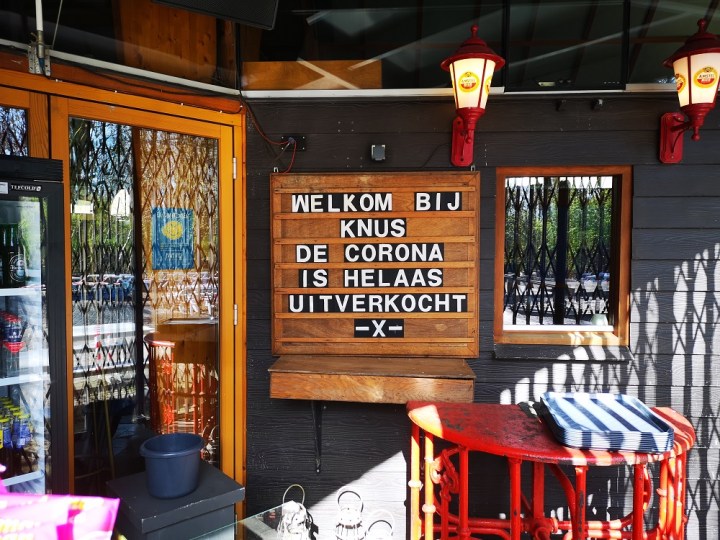 WELKOM BIJ
KNUS
DE CORONA
IS HELAAS
UITVERKOCHT
-X-